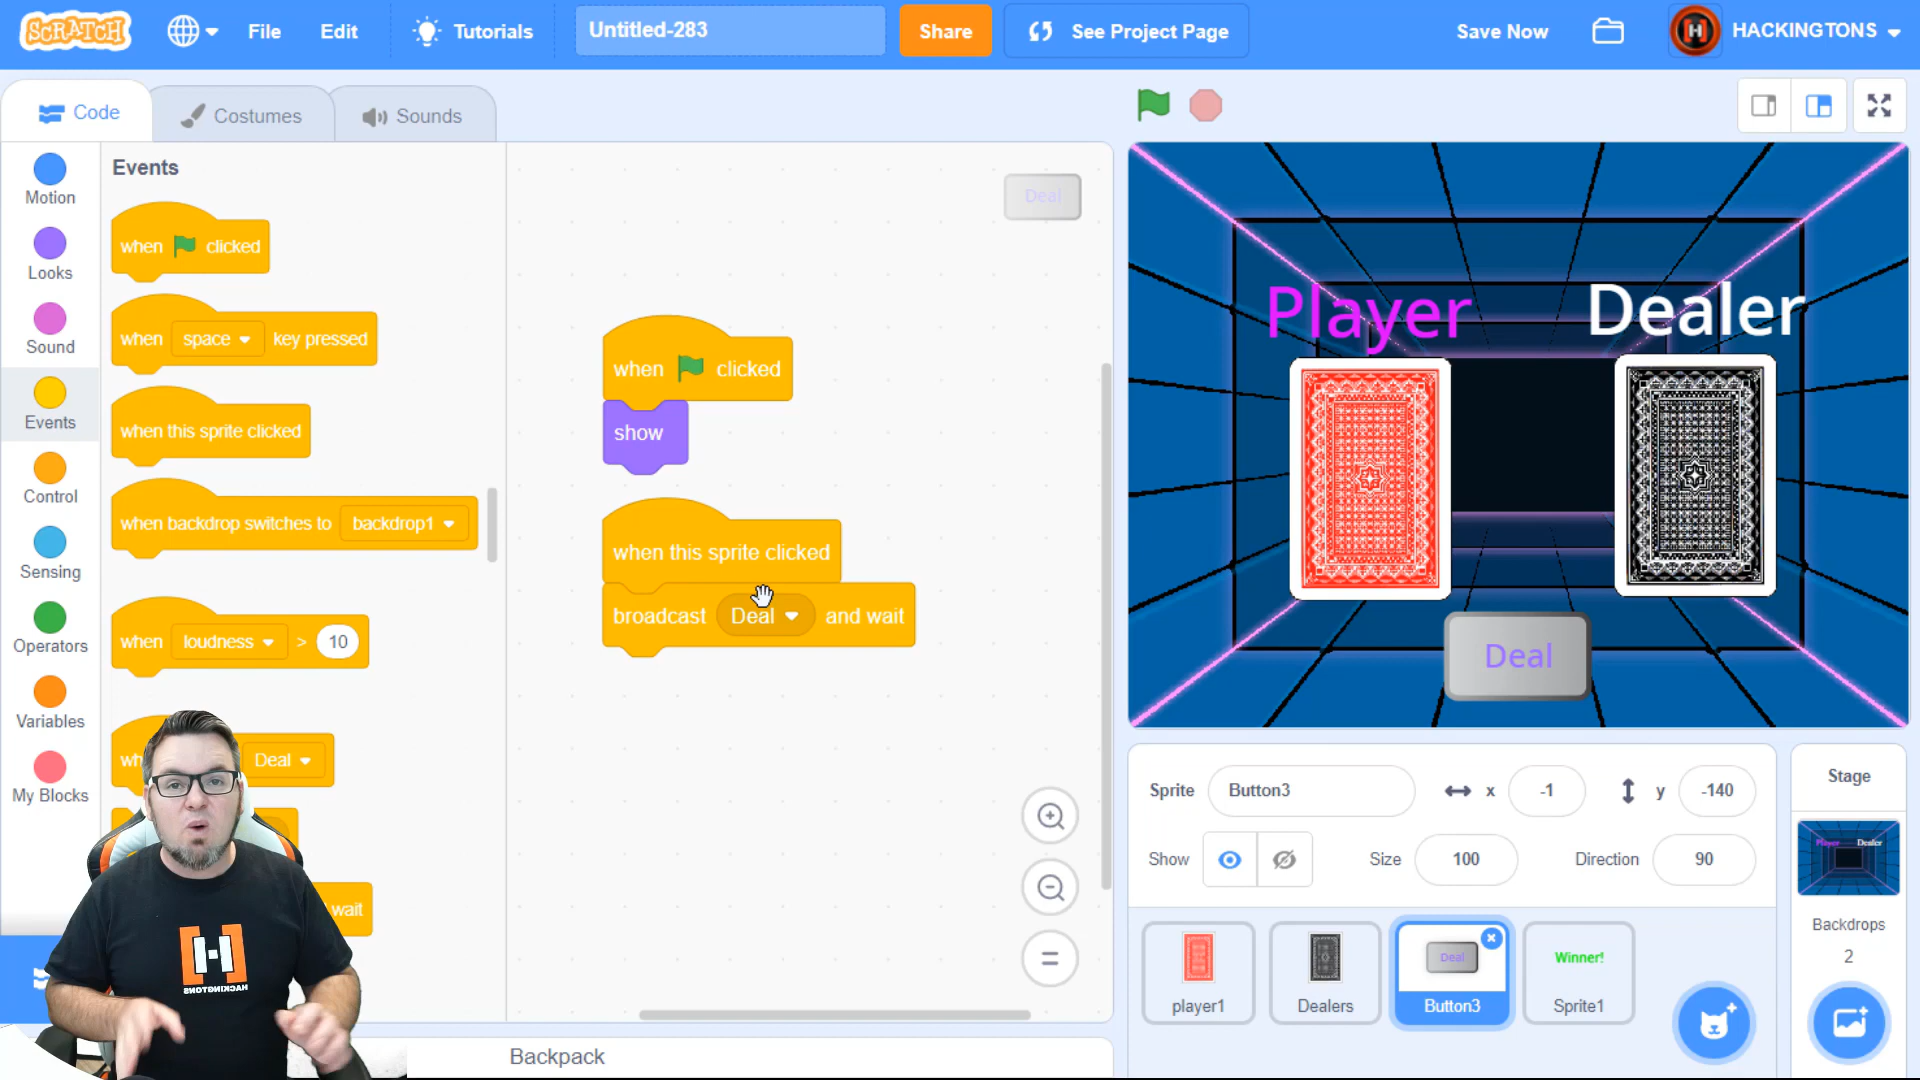 SCRATCH
File
Edit
Tutorials
Untitled-283
Share
See Project Page
Save Now
HACKINGTONS
Code
Costumes
Sounds
Motion
Looks
Sound
Events
Control
Sensing
Operators
Variables
My Blocks
Events
when clicked
when space key pressed
when this sprite clicked
when backdrop switches to backdrop1
when loudness > 10
Deal
wait
Deal
when clicked
show
when this sprite clicked
broadcast Deal and wait
Backpack
Player
Dealer
Deal
Sprite Button3 x -1 y -140
Show Size 100 Direction 90
Deal
Winner!
player1
Dealers
Button3
Sprite1
Stage
Player Dealer
Backdrops
2
HACKINGTONS